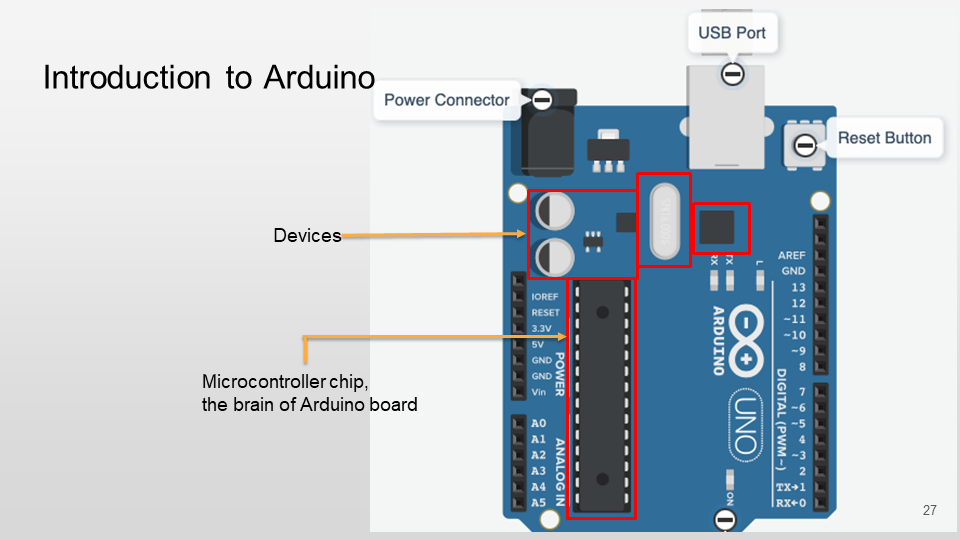 Introduction to Arduino
USB Port
Power Connector
Reset Button
Devices
Microcontroller chip,
the brain of Arduino board
RX
TX
L
AREF
GND
13
12
~11
~10
~9
8
7
~6
~5
4
~3
2
TX→1
RX←0
DIGITAL (PWM~)
IOREF
RESET
3.3V
5V
GND
GND
Vin
POWER
A0
A1
A2
A3
A4
A5
ANALOG IN
ARDUINO
UNO
ON
27